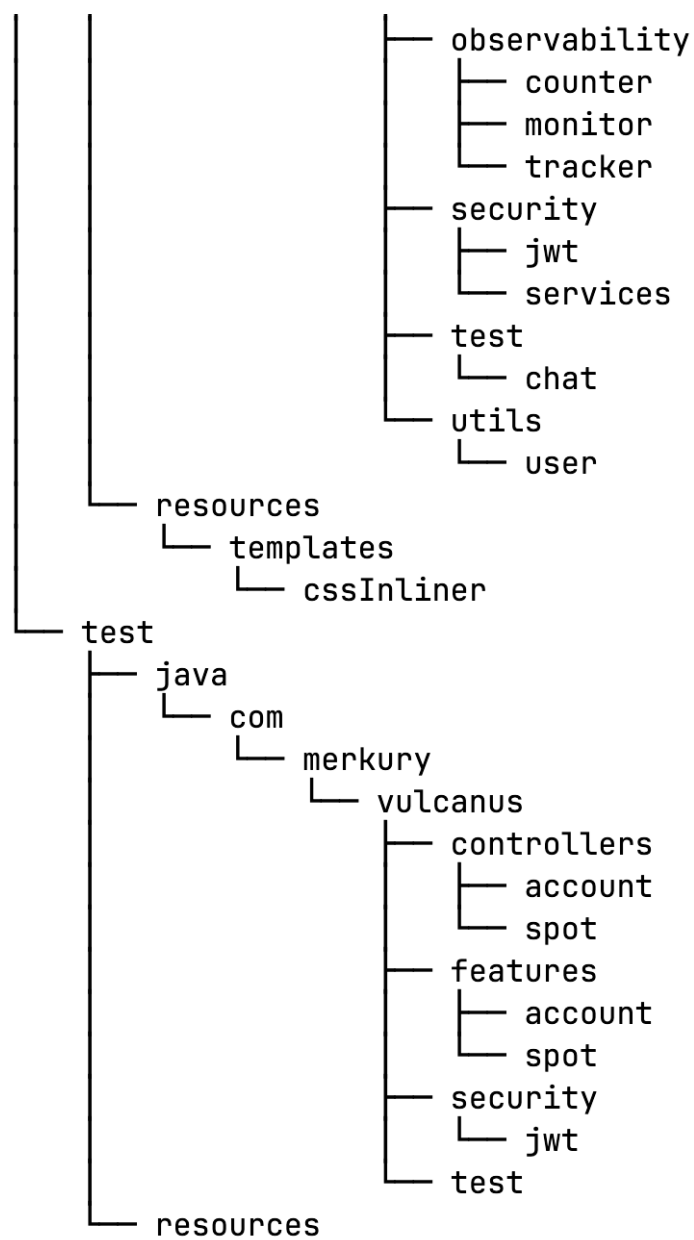 observability
counter
monitor
tracker
security
jwt
services
test
chat
utils
user
resources
templates
cssInliner
test
java
com
merkury
vulcanus
controllers
account
spot
features
account
spot
security
jwt
test
resources